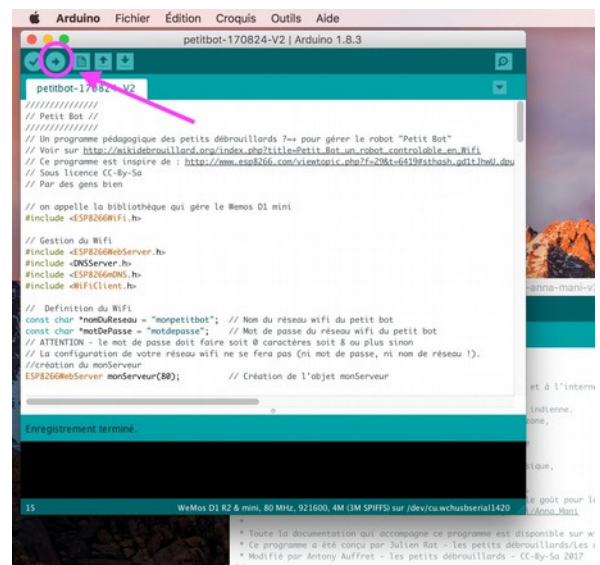 Arduino Fichier Édition Croquis Outils Aide
petitbot-170824-V2 | Arduino 1.8.3
petitbot-170824-V2
///////////////
// Petit Bot //
///////////////
// Un programme pédagogique des petits débrouillards ?~+ pour gérer le robot "Petit Bot"
// Voir sur http://wikidebrouillard.org/index.php?title=Petit_Bot_un_robot_controlable_en_Wifi
// Ce programme est inspire de : http://www.esp8266.com/viewtopic.php?f=29&t=6419#sthash.gd1tJhwU.dpu
// Sous licence CC-By-Sa
// Par des gens bien
// on appelle la bibliothèque qui gère le Wemos D1 mini
#include <ESP8266WiFi.h>
// Gestion du Wifi
#include <ESP8266WebServer.h>
#include <DNSServer.h>
#include <ESP8266mDNS.h>
#include <WiFiClient.h>
// Definition du WiFi
const char *nomDuReseau = "monpetitbot"; // Nom du réseau wifi du petit bot
const char *motDePasse = "motdepasse"; // Mot de passe du réseau wifi du petit bot
// ATTENTION - le mot de passe doit faire soit 0 caractères soit 8 ou plus sinon
// La configuration de votre réseau wifi ne se fera pas (ni mot de passe, ni nom de réseau !).
//création du monServeur
ESP8266WebServer monServeur(80); // Création de l'objet monServeur
Enregistrement terminé.
15 WeMos D1 R2 & mini, 80 MHz, 921600, 4M (3M SPIFFS) sur /dev/cu.wchusbserial1420
-anna-mani-v
et à l'interne
indienne.
sique,
le goût pour l
/Anna_Mani
*
* Toute la documentation qui accompagne ce programme est disponible sur w
* Ce programme a été conçu par Julien Rat - les petits débrouillards/Les
* Modifié par Antony Auffret - les petits débrouillards - CC-By-Sa 2017